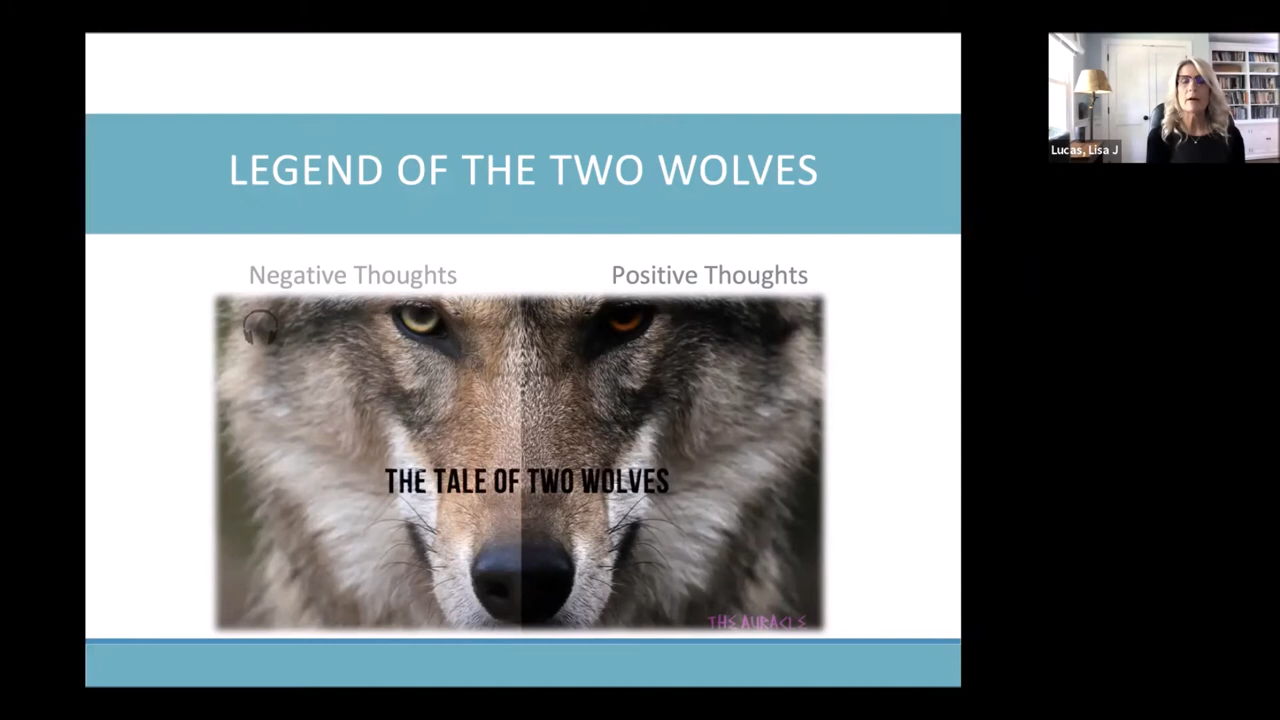 LEGEND OF THE TWO WOLVES
Negative Thoughts
Positive Thoughts
THE TALE OF TWO WOLVES
THE AURACLE
Lucas, Lisa J